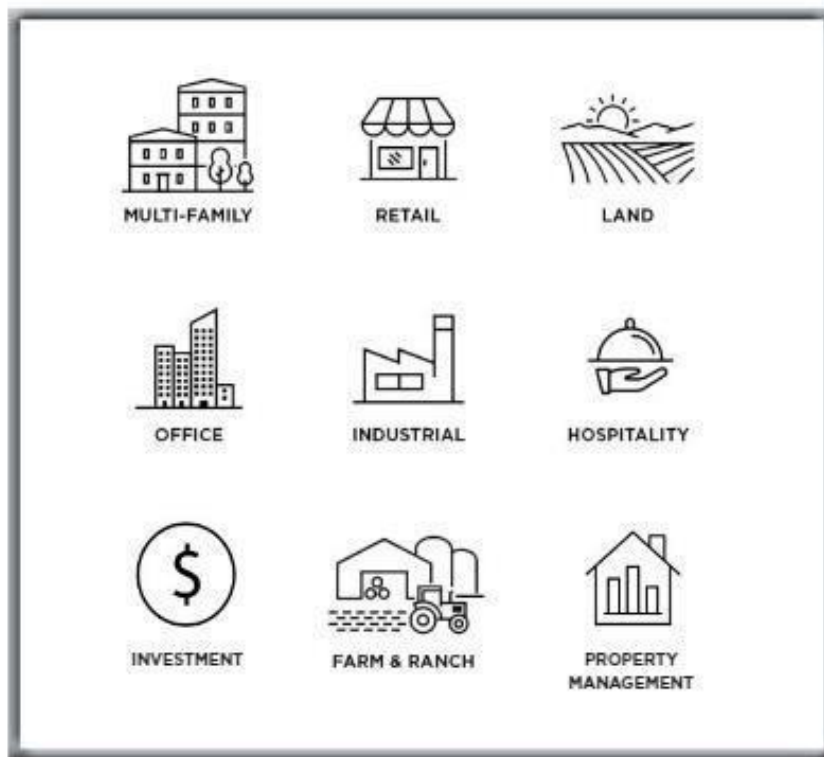 MULTI-FAMILY
RETAIL
LAND
OFFICE
INDUSTRIAL
HOSPITALITY
$
INVESTMENT
FARM & RANCH
PROPERTY
MANAGEMENT